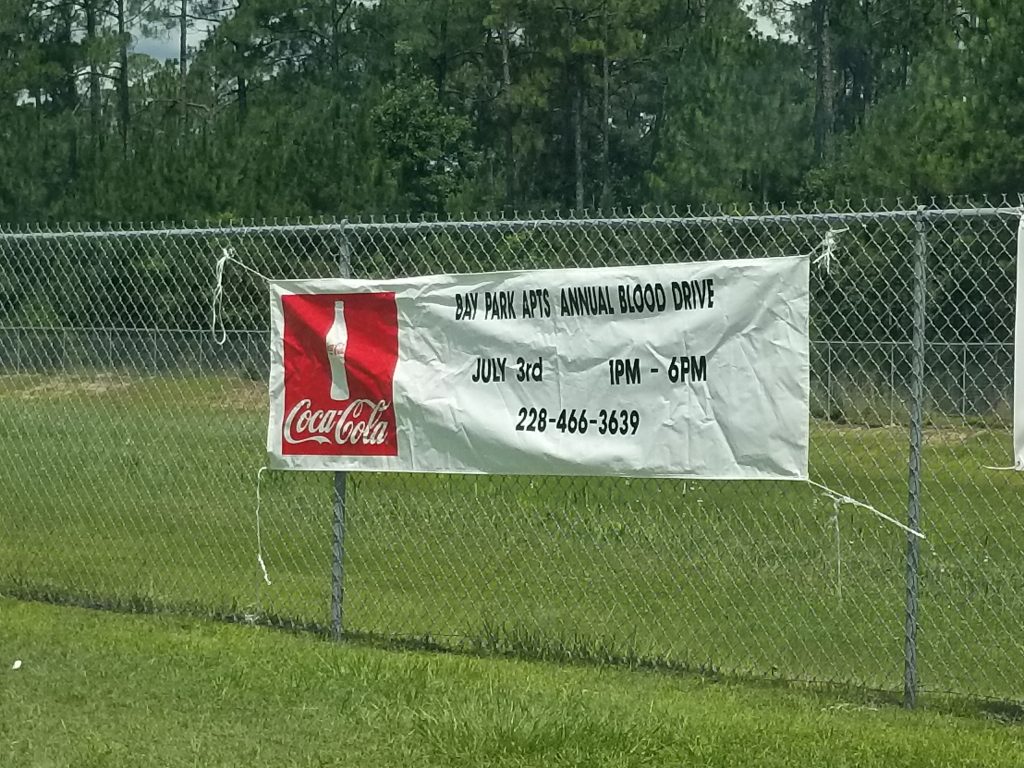 BAY PARK APTS ANNUAL BLOOD DRIVE
JULY 3rd 1PM - 6PM
228-466-3639
Coca-Cola